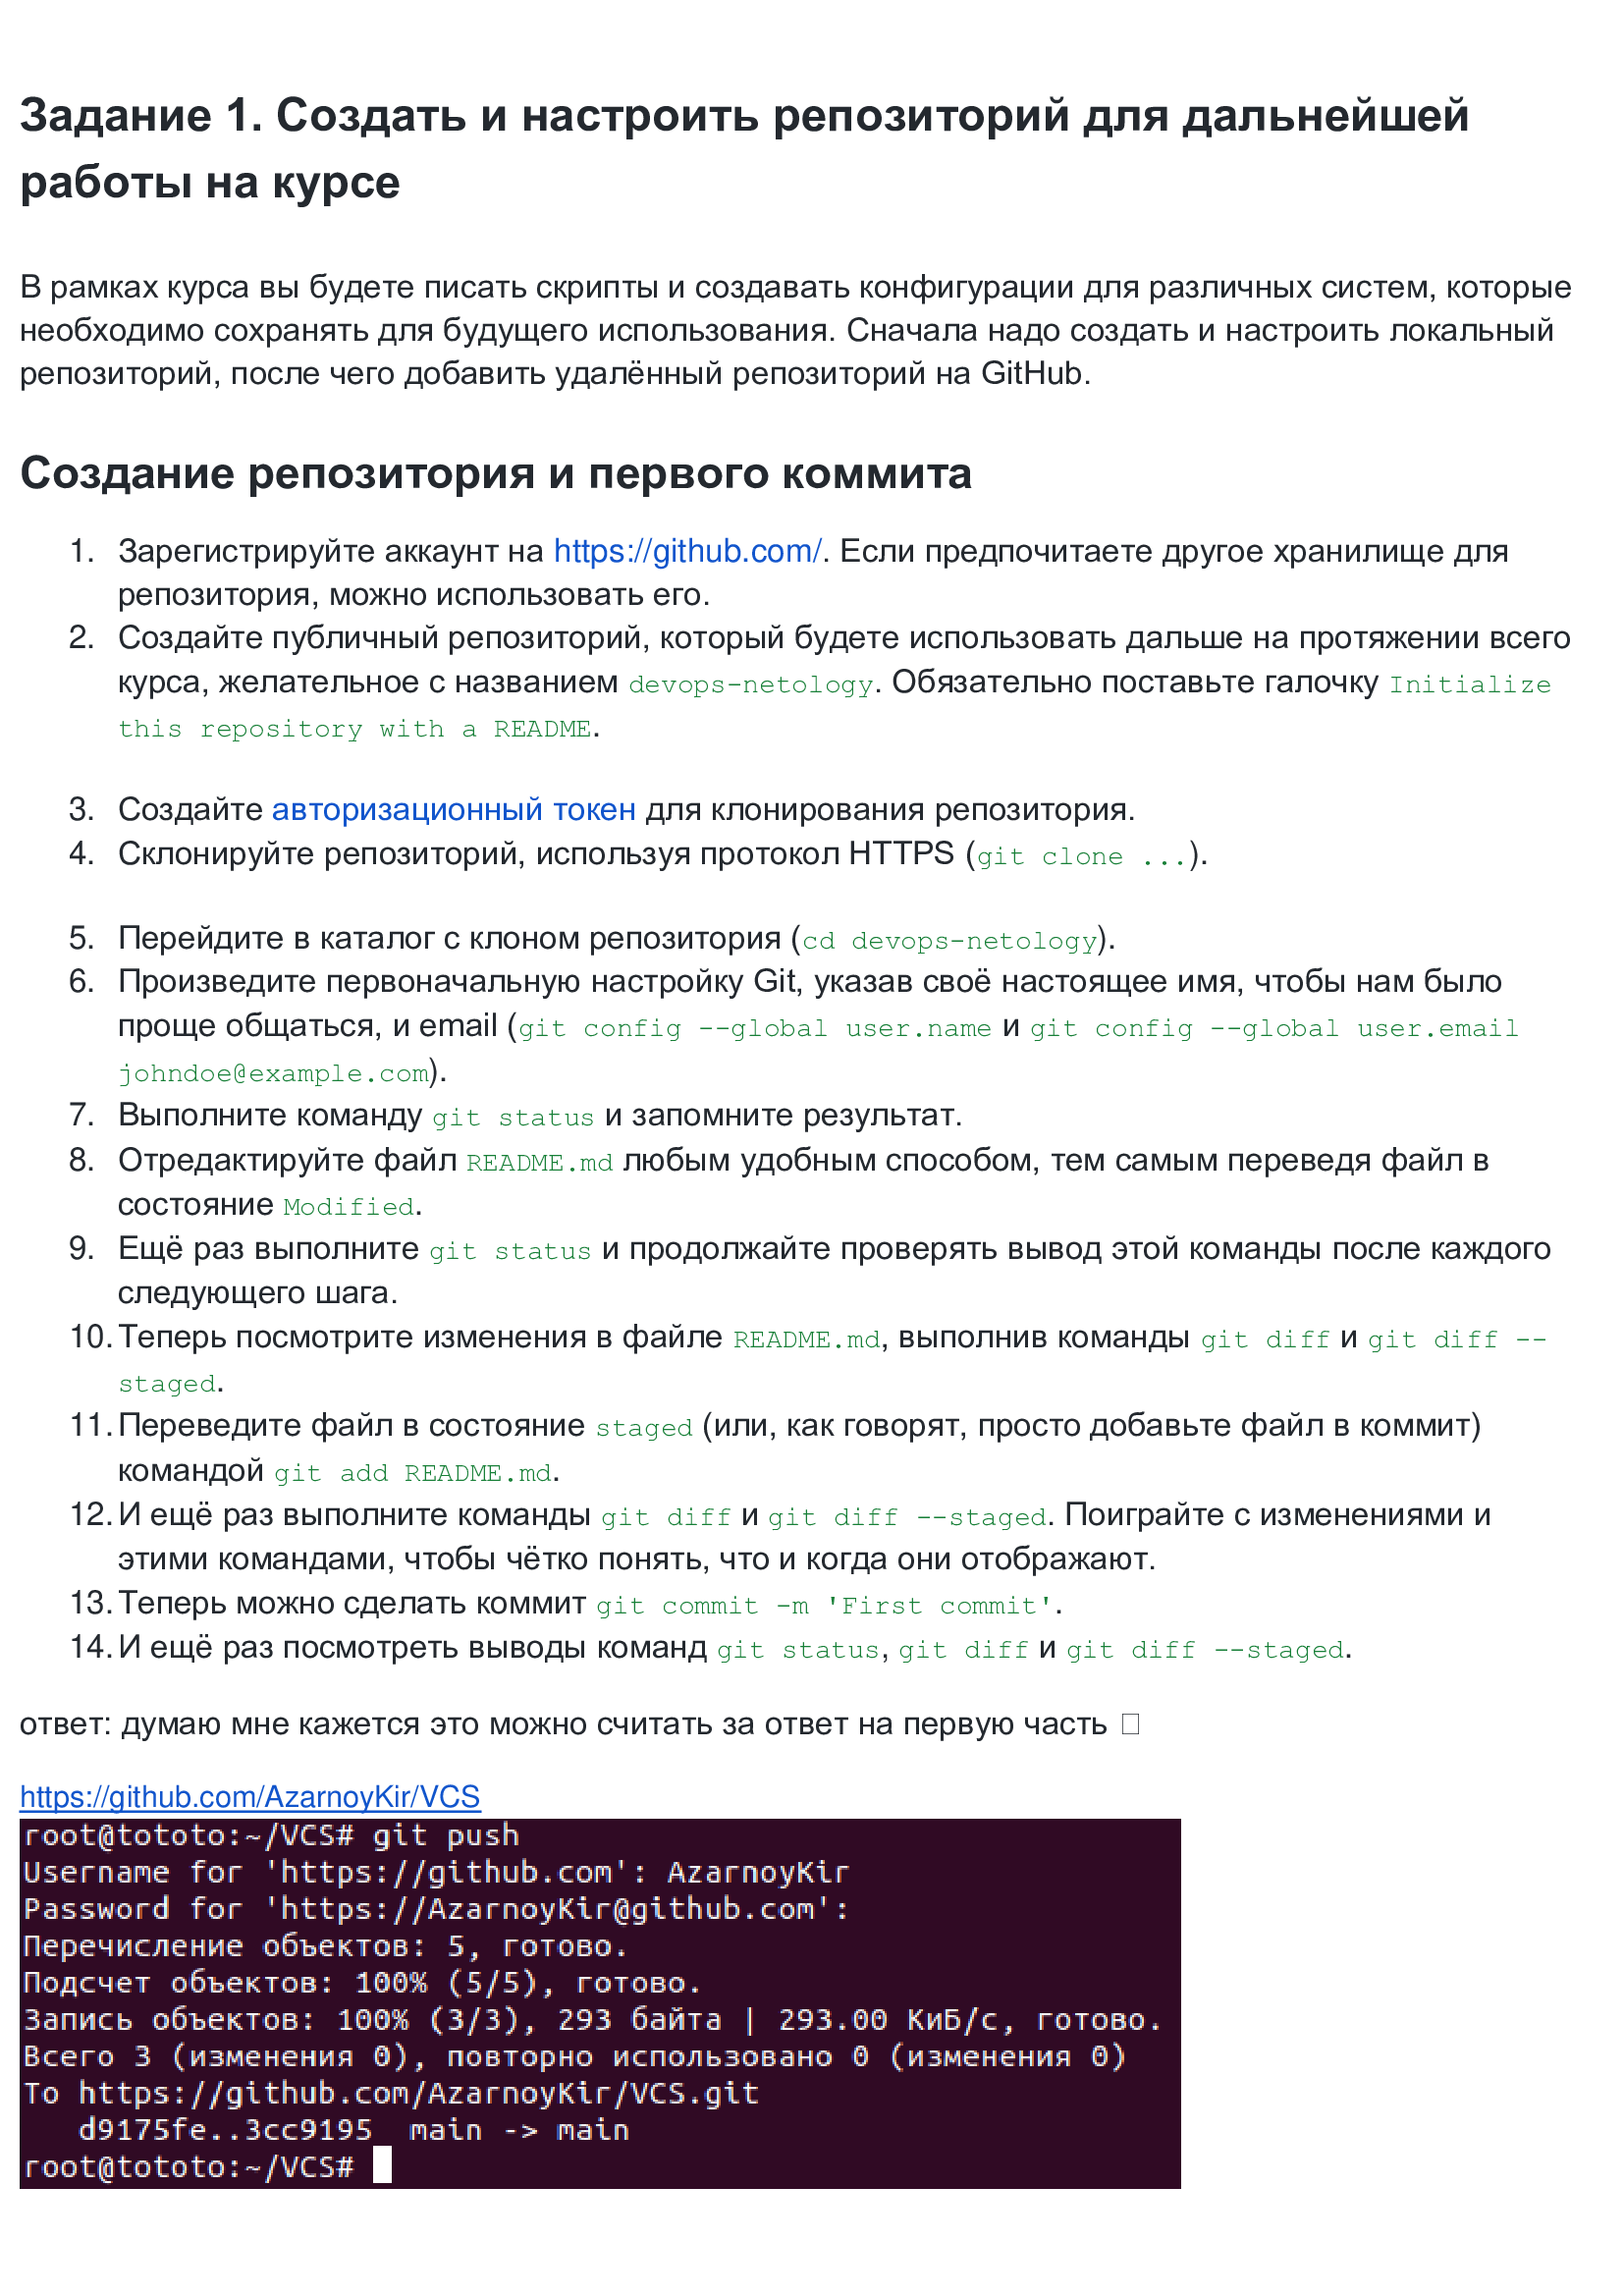 Задание 1. Создать и настроить репозиторий для дальнейшей
работы на курсе
В рамках курса вы будете писать скрипты и создавать конфигурации для различных систем, которые
необходимо сохранять для будущего использования. Сначала надо создать и настроить локальный
репозиторий, после чего добавить удалённый репозиторий на GitHub.
Создание репозитория и первого коммита
1. Зарегистрируйте аккаунт на https://github.com/. Если предпочитаете другое хранилище для
репозитория, можно использовать его.
2. Создайте публичный репозиторий, который будете использовать дальше на протяжении всего
курса, желательное с названием devops-netology. Обязательно поставьте галочку Initialize
this repository with a README.
3. Создайте авторизационный токен для клонирования репозитория.
4. Склонируйте репозиторий, используя протокол HTTPS (git clone ...).
5. Перейдите в каталог с клоном репозитория (cd devops-netology).
6. Произведите первоначальную настройку Git, указав своё настоящее имя, чтобы нам было
проще общаться, и email (git config --global user.name и git config --global user.email
johndoe@example.com).
7. Выполните команду git status и запомните результат.
8. Отредактируйте файл README.md любым удобным способом, тем самым переведя файл в
состояние Modified.
9. Ещё раз выполните git status и продолжайте проверять вывод этой команды после каждого
следующего шага.
10. Теперь посмотрите изменения в файле README.md, выполнив команды git diff и git diff --
staged.
11. Переведите файл в состояние staged (или, как говорят, просто добавьте файл в коммит)
командой git add README.md.
12. И ещё раз выполните команды git diff и git diff --staged. Поиграйте с изменениями и
этими командами, чтобы чётко понять, что и когда они отображают.
13. Теперь можно сделать коммит git commit -m 'First commit'.
14. И ещё раз посмотреть выводы команд git status, git diff и git diff --staged.
ответ: думаю мне кажется это можно считать за ответ на первую часть
https://github.com/AzarnoyKir/VCS
root@tototo:~/VCS# git push
Username for 'https://github.com': AzarnoyKir
Password for 'https://AzarnoyKir@github.com':
Перечисление объектов: 5, готово.
Подсчет объектов: 100% (5/5), готово.
Запись объектов: 100% (3/3), 293 байта | 293.00 КиБ/с, готово.
Всего 3 (изменения 0), повторно использовано 0 (изменения 0)
To https://github.com/AzarnoyKir/VCS.git
d9175fe..3cc9195  main -> main
root@tototo:~/VCS#